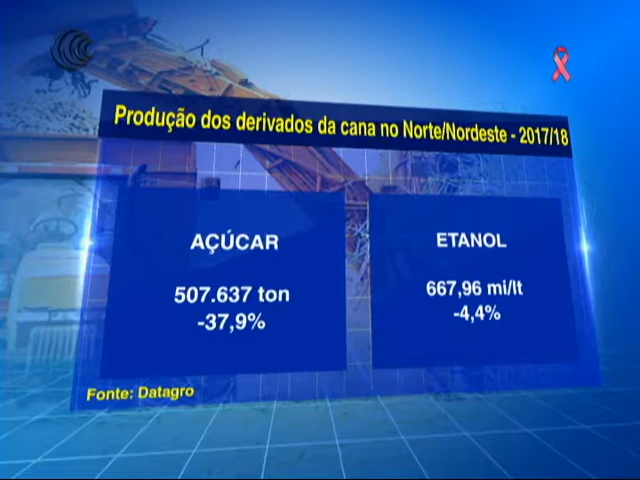 Produção dos derivados da cana no Norte/Nordeste - 2017/18
AÇÚCAR
507.637 ton
-37,9%
ETANOL
667,96 mi/lt
-4,4%
Fonte: Datagro